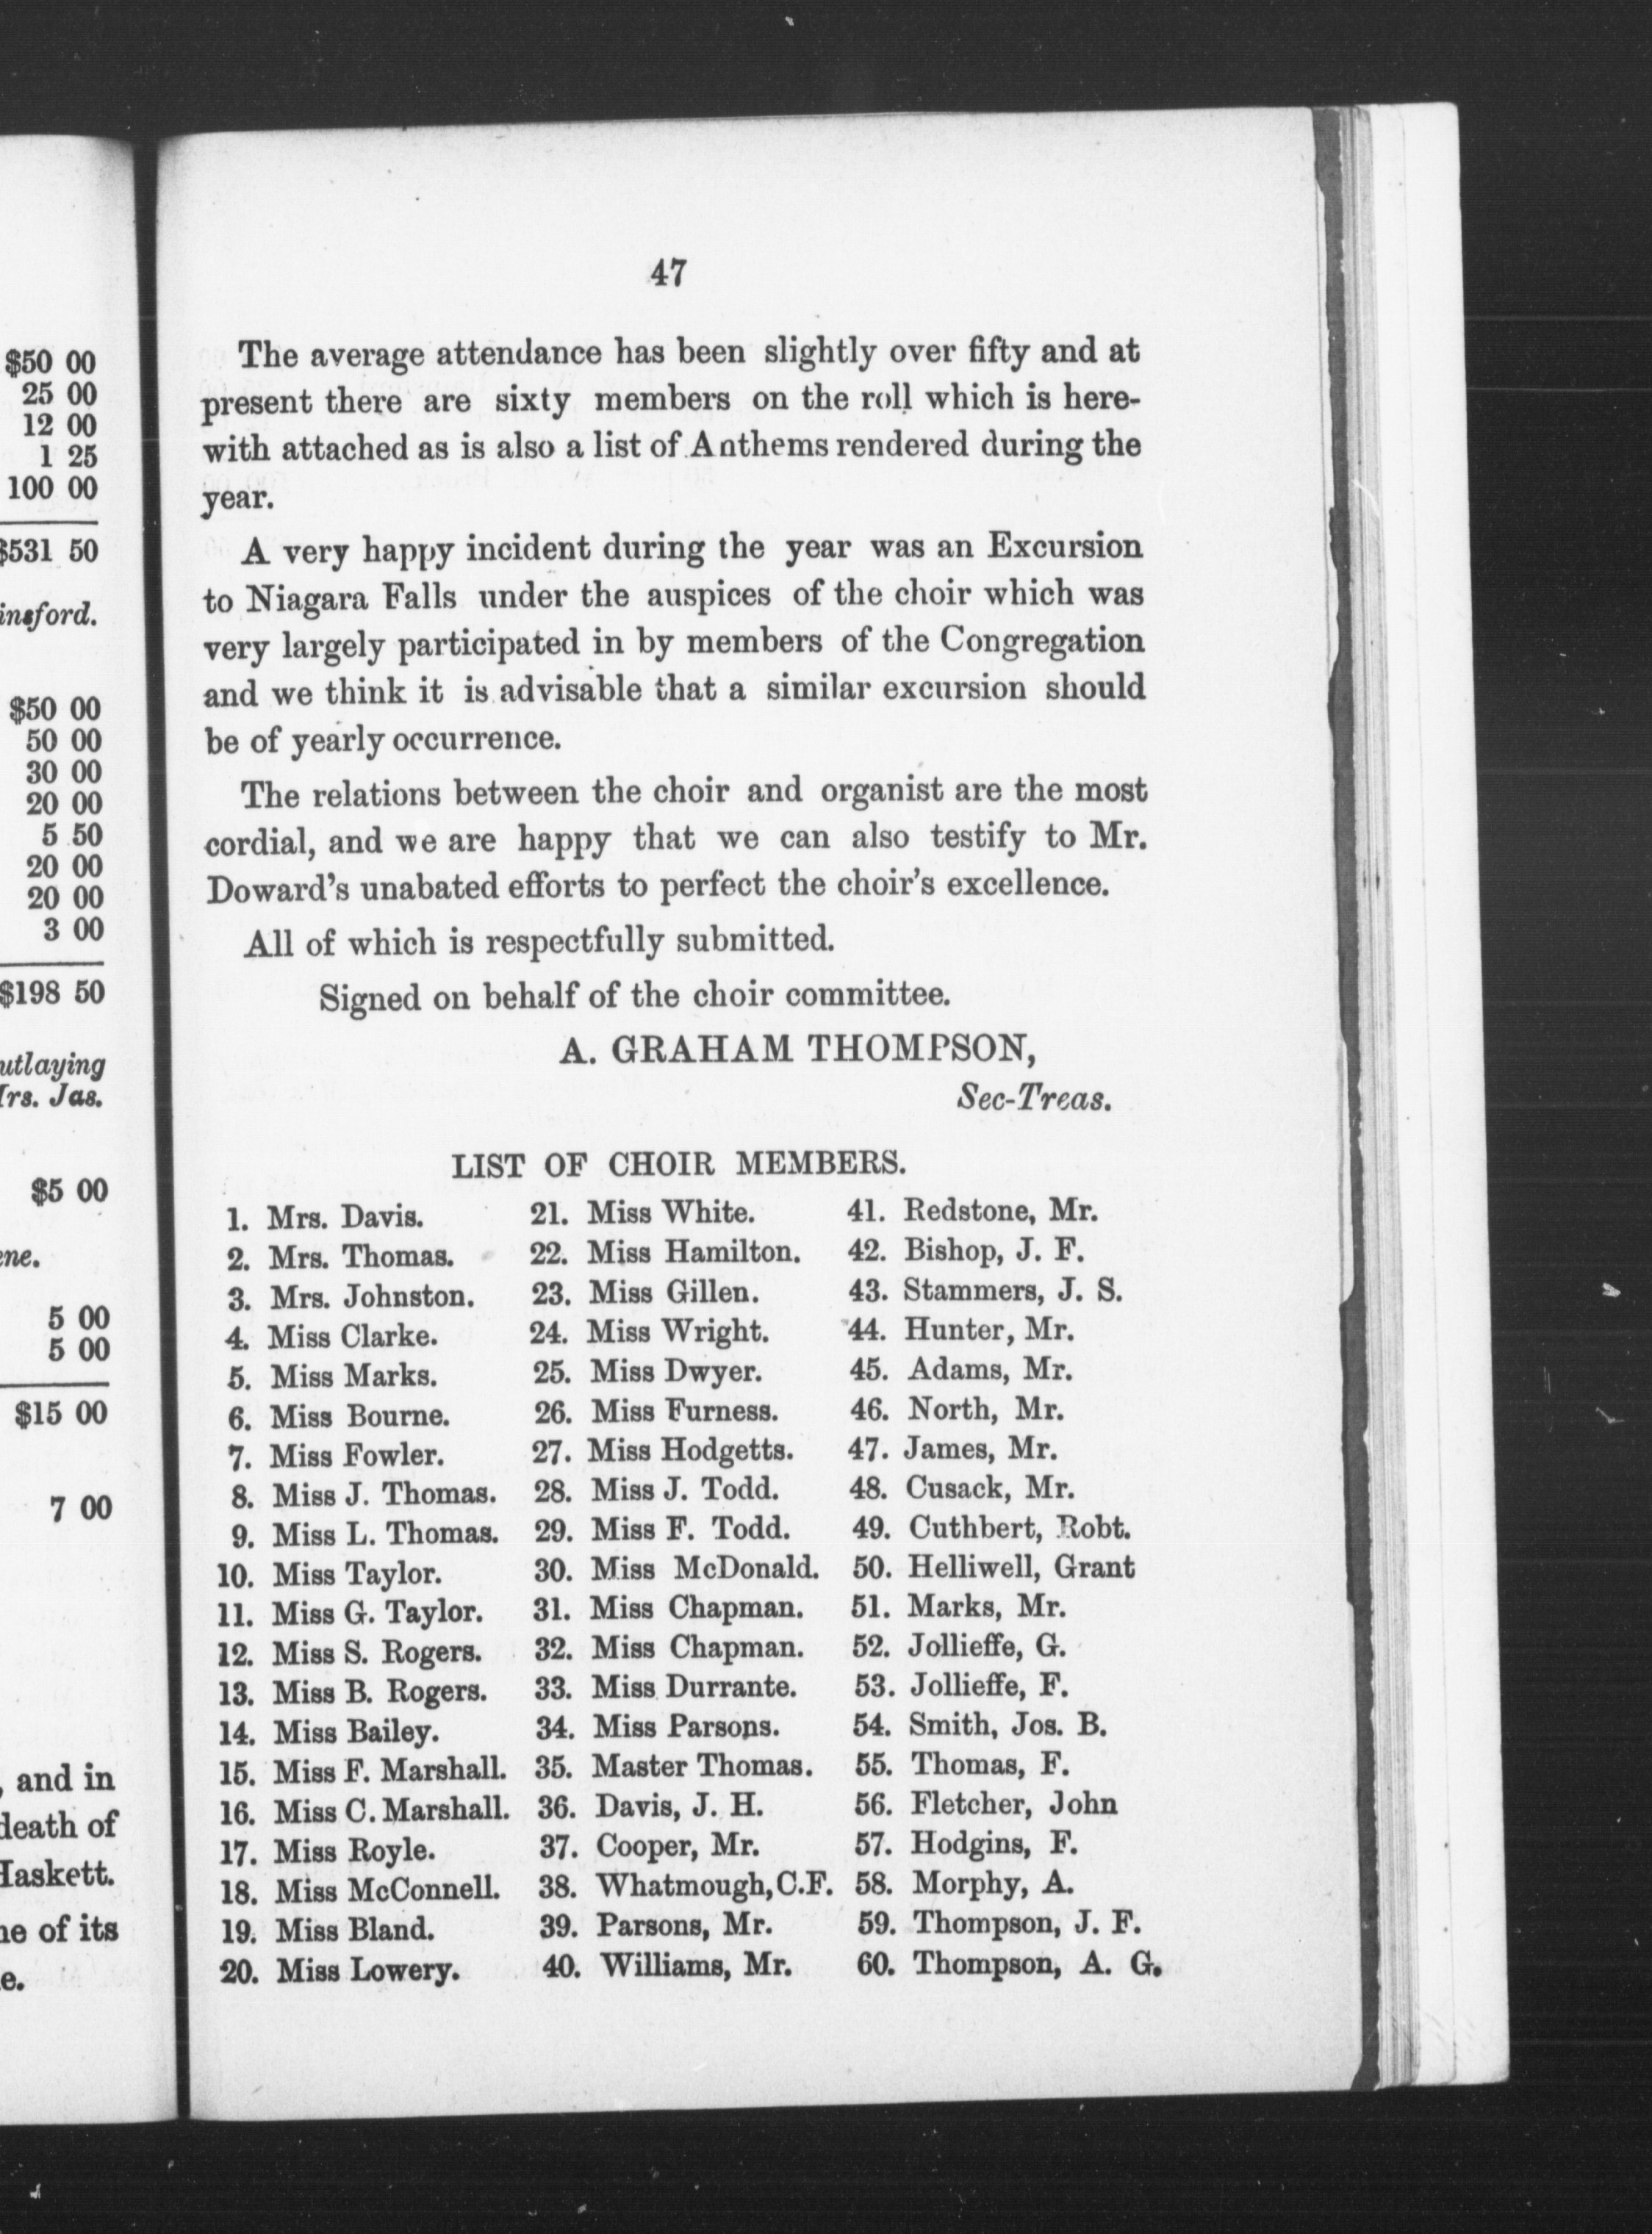 $50 00
25 00
12 00
1 25
100 00
$531 50
$50 00
50 00
30 00
20 00
5 50
20 00
20 00
3 00
$198 50
Jas.
$5 00
5 00
5 00
$15 00
7 00
, and in
death of
Haskett.
of its
47
The average attendance has been slightly over fifty and at
present there are sixty members on the roll which is here-
with attached as is also a list of Anthems rendered during the
year.
A very happy incident during the year was an Excursion
to Niagara Falls under the auspices of the choir which was
very largely participated in by members of the Congregation
and we think it is advisable that a similar excursion should
be of yearly occurrence.
The relations between the choir and organist are the most
cordial, and we are happy that we can also testify to Mr.
Doward's unabated efforts to perfect the choir's excellence.
All of which is respectfully submitted.
Signed on behalf of the choir committee.
A. GRAHAM THOMPSON,
Sec-Treas.
LIST OF CHOIR MEMBERS.
1. Mrs. Davis.
2. Mrs. Thomas.
3. Mrs. Johnston.
4. Miss Clarke.
5. Miss Marks.
6. Miss Bourne.
7. Miss Fowler.
8. Miss J. Thomas.
9. Miss L. Thomas.
10. Miss Taylor.
11. Miss G. Taylor.
12. Miss S. Rogers.
13. Miss B. Rogers.
14. Miss Bailey.
15. Miss F. Marshall.
16. Miss C. Marshall.
17. Miss Royle.
18. Miss McConnell.
19. Miss Bland.
20. Miss Lowery.
21. Miss White.
22. Miss Hamilton.
23. Miss Gillen.
24. Miss Wright.
25. Miss Dwyer.
26. Miss Furness.
27. Miss Hodgetts.
28. Miss J. Todd.
29. Miss F. Todd.
30. Miss McDonald.
31. Miss Chapman.
32. Miss Chapman.
33. Miss Durrante.
34. Miss Parsons.
35. Master Thomas.
36. Davis, J. H.
37. Cooper, Mr.
38. Whatmough, C.F.
39. Parsons, Mr.
40. Williams, Mr.
41. Redstone, Mr.
42. Bishop, J. F.
43. Stammers, J. S.
44. Hunter, Mr.
45. Adams, Mr.
46. North, Mr.
47. James, Mr.
48. Cusack, Mr.
49. Cuthbert, Robt.
50. Helliwell, Grant
51. Marks, Mr.
52. Jollieffe, G.
53. Jollieffe, F.
54. Smith, Jos. B.
55. Thomas, F.
56. Fletcher, John
57. Hodgins, F.
58. Morphy, A.
59. Thompson, J. F.
60. Thompson, A. G.